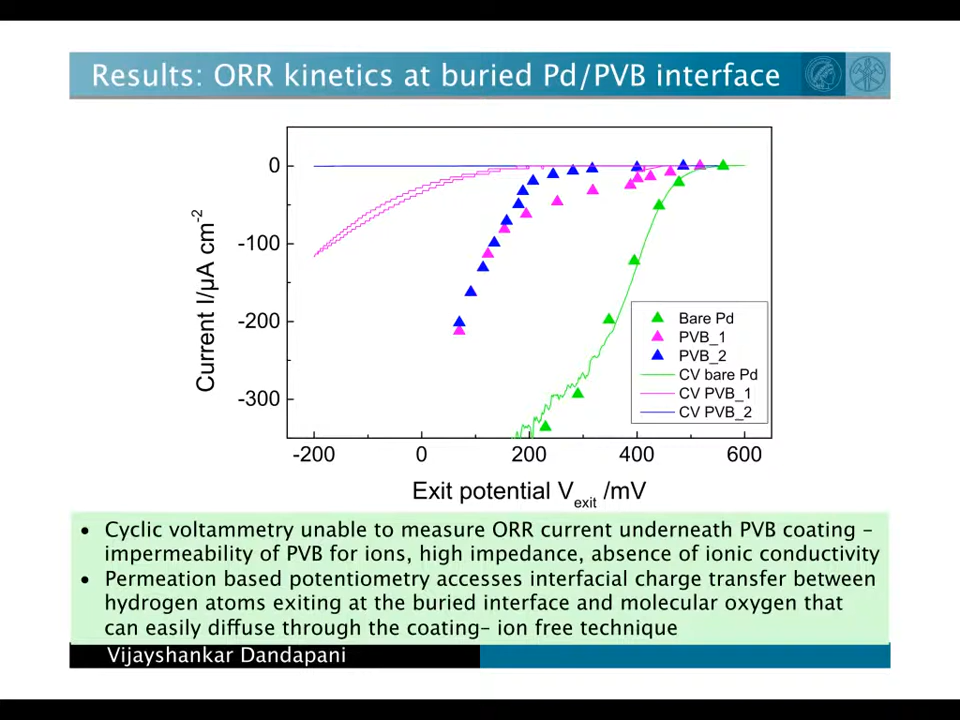 Results: ORR kinetics at buried Pd/PVB interface
0
-100
-200
-300
Current I/μA cm-2
-200 0 200 400 600
Exit potential Vexit /mV
Bare Pd
PVB_1
PVB_2
CV bare Pd
CV PVB_1
CV PVB_2
• Cyclic voltammetry unable to measure ORR current underneath PVB coating –
impermeability of PVB for ions, high impedance, absence of ionic conductivity
• Permeation based potentiometry accesses interfacial charge transfer between
hydrogen atoms exiting at the buried interface and molecular oxygen that
can easily diffuse through the coating– ion free technique
Vijayshankar Dandapani